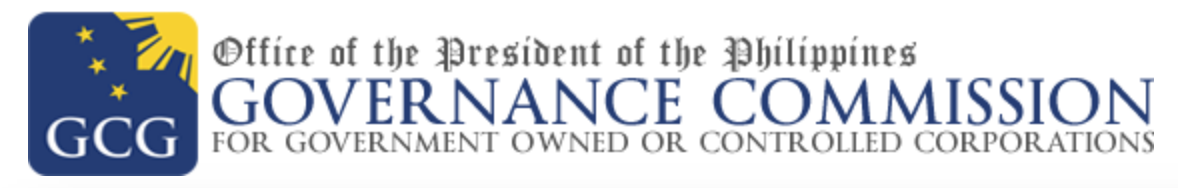 GCG
Office of the President of the Philippines
GOVERNANCE COMMISSION
FOR GOVERNMENT OWNED OR CONTROLLED CORPORATIONS